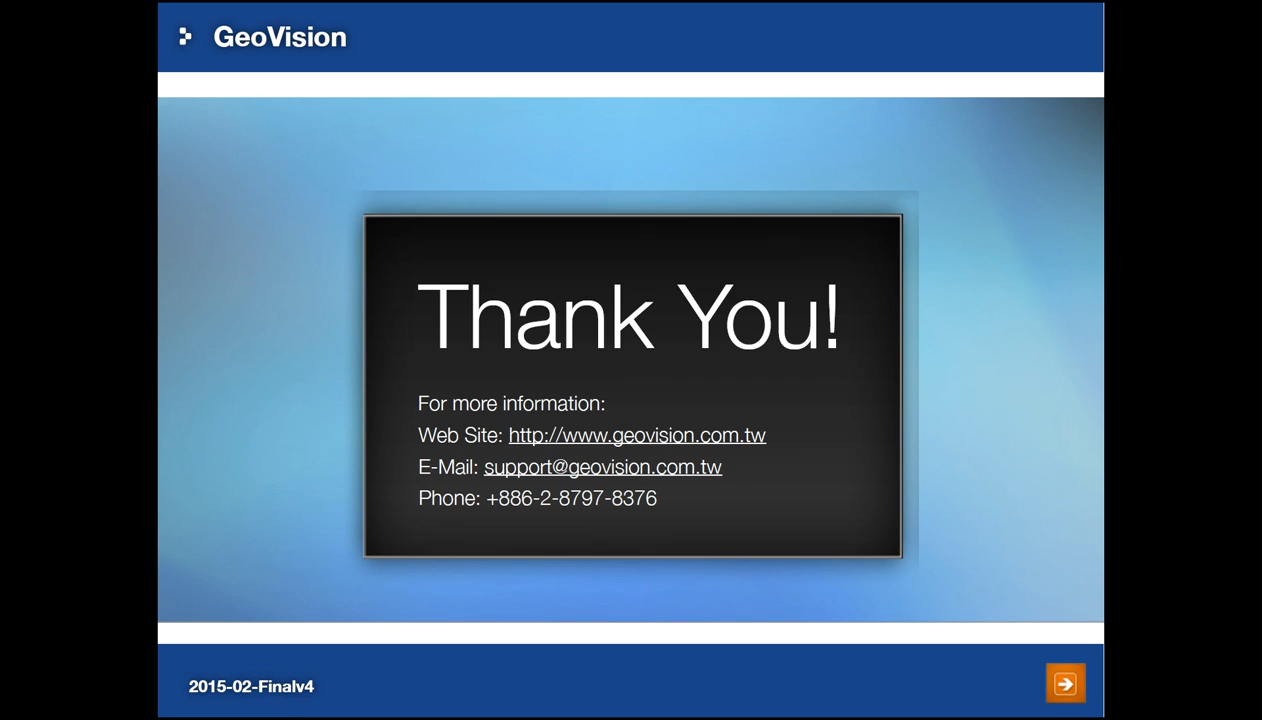 GeoVision
Thank You!
For more information:
Web Site: http://www.geovision.com.tw
E-Mail: support@geovision.com.tw
Phone: +886-2-8797-8376
2015-02-Finalv4